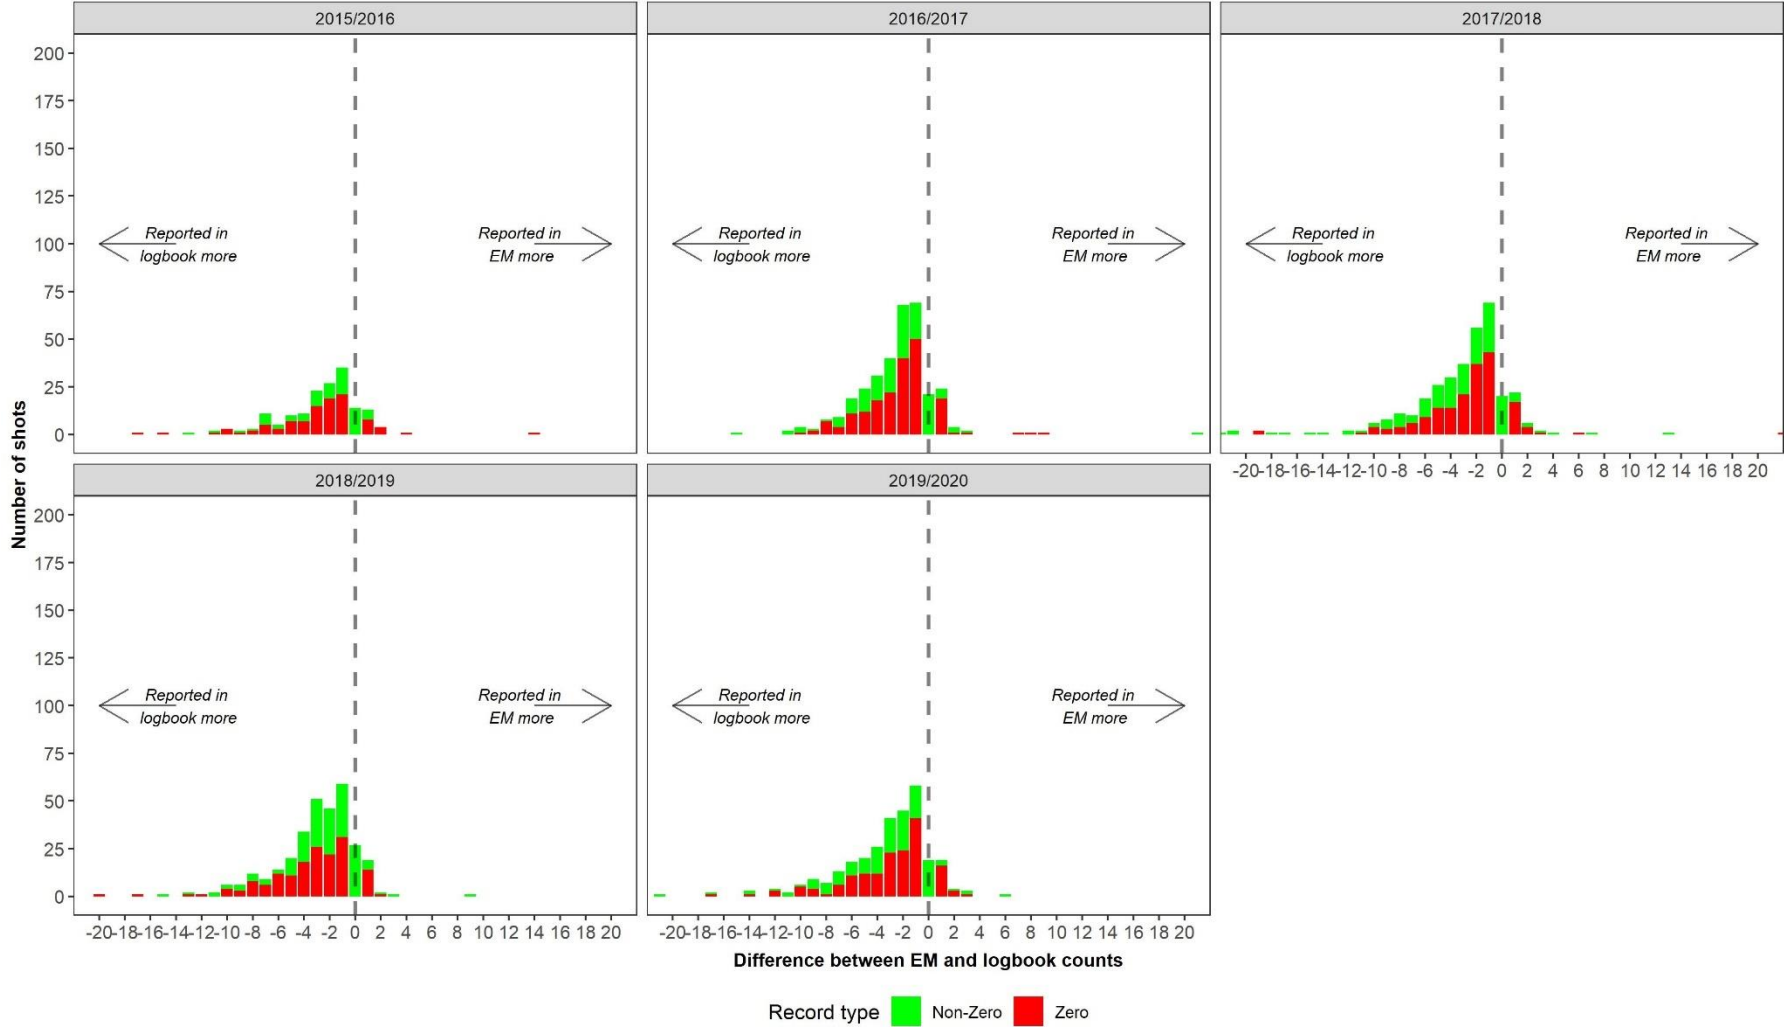 2015/2016
2016/2017
2017/2018
200
175
150
125
100
75
50
25
0
Reported in
logbook more
Reported in
EM more
Reported in
logbook more
Reported in
EM more
Reported in
logbook more
Reported in
EM more
-20 -18 -16 -14 -12 -10 -8 -6 -4 -2 0 2 4 6 8 10 12 14 16 18 20
2018/2019
2019/2020
200
175
150
125
100
75
50
25
0
Reported in
logbook more
Reported in
EM more
Reported in
logbook more
Reported in
EM more
-20 -18 -16 -14 -12 -10 -8 -6 -4 -2 0 2 4 6 8 10 12 14 16 18 20
-20 -18 -16 -14 -12 -10 -8 -6 -4 -2 0 2 4 6 8 10 12 14 16 18 20
Number of shots
Difference between EM and logbook counts
Record type Non-Zero Zero